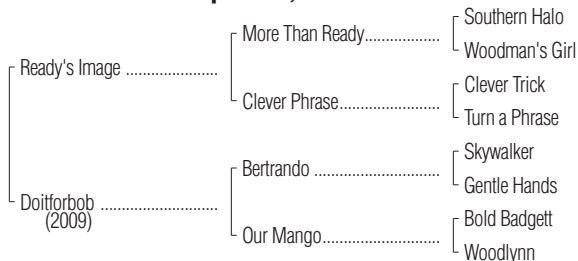 Southern Halo
More Than Ready
Woodman's Girl
Ready's Image
Clever Trick
Clever Phrase
Turn a Phrase
Skywalker
Bertrando
Gentle Hands
Doitforbob
(2009)
Bold Badgett
Our Mango
Woodlynn